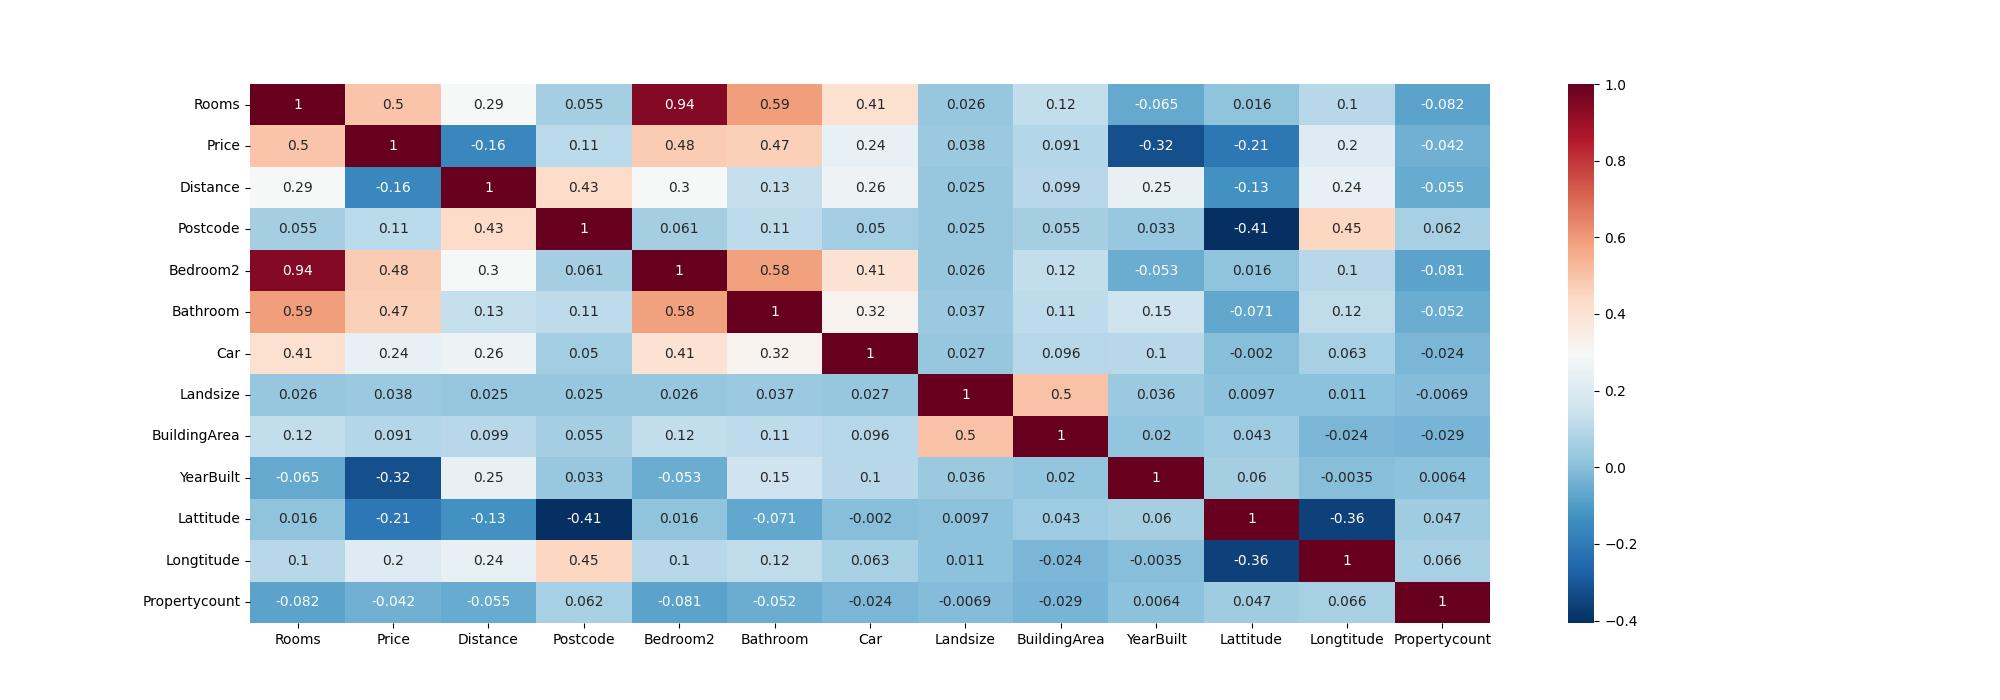 Rooms 1 0.5 0.29 0.055 0.94 0.59 0.41 0.026 0.12 -0.065 0.016 0.1 -0.082 1.0
Price 0.5 1 -0.16 0.11 0.48 0.47 0.24 0.038 0.091 -0.32 -0.21 0.2 -0.042 0.8
Distance 0.29 -0.16 1 0.43 0.3 0.13 0.26 0.025 0.099 0.25 -0.13 0.24 -0.055
Postcode 0.055 0.11 0.43 1 0.061 0.11 0.05 0.025 0.055 0.033 -0.41 0.45 0.062 0.6
Bedroom2 0.94 0.48 0.3 0.061 1 0.58 0.41 0.026 0.12 -0.053 0.016 0.1 -0.081
Bathroom 0.59 0.47 0.13 0.11 0.58 1 0.32 0.037 0.11 0.15 -0.071 0.12 -0.052 0.4
Car 0.41 0.24 0.26 0.05 0.41 0.32 1 0.027 0.096 0.1 -0.002 0.063 -0.024
Landsize 0.026 0.038 0.025 0.025 0.026 0.037 0.027 1 0.5 0.036 0.0097 0.011 -0.0069 0.2
BuildingArea 0.12 0.091 0.099 0.055 0.12 0.11 0.096 0.5 1 0.02 0.043 -0.024 -0.029
YearBuilt -0.065 -0.32 0.25 0.033 -0.053 0.15 0.1 0.036 0.02 1 0.06 -0.0035 0.0064 0.0
Lattitude 0.016 -0.21 -0.13 -0.41 0.016 -0.071 -0.002 0.0097 0.043 0.06 1 -0.36 0.047
Longtitude 0.1 0.2 0.24 0.45 0.1 0.12 0.063 0.011 -0.024 -0.0035 -0.36 1 0.066 −0.2
Propertycount -0.082 -0.042 -0.055 0.062 -0.081 -0.052 -0.024 -0.0069 -0.029 0.0064 0.047 0.066 1 −0.4
Rooms Price Distance Postcode Bedroom2 Bathroom Car Landsize BuildingArea YearBuilt Lattitude Longtitude Propertycount